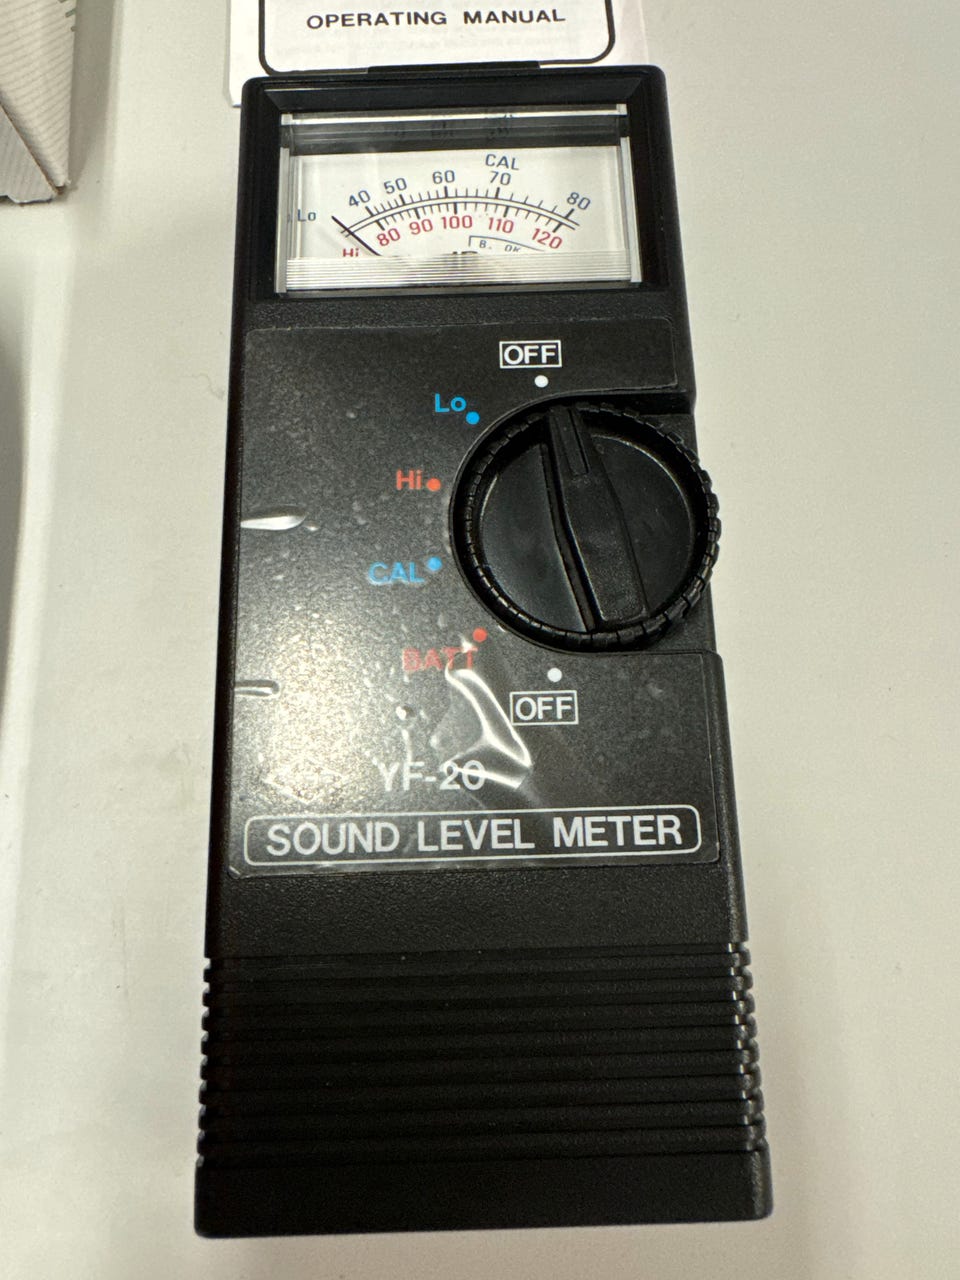 OPERATING MANUAL
CAL
40 50 60 70 80
Lo
80 90 100 110 120
Hi
B. OK
OFF
Lo
Hi
CAL
BATT
OFF
YF-20
SOUND LEVEL METER